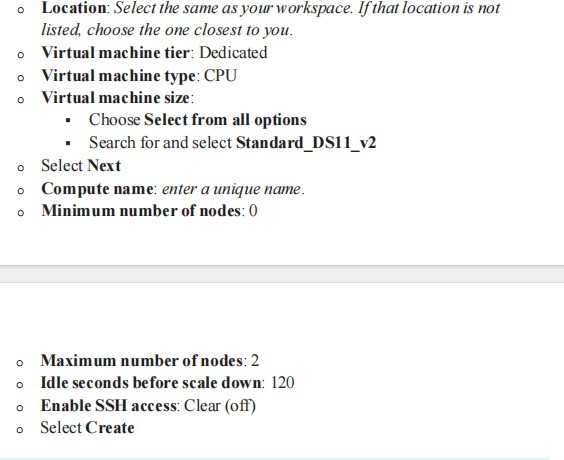 o Location: Select the same as your workspace. If that location is not
listed, choose the one closest to you.
o Virtual machine tier: Dedicated
o Virtual machine type: CPU
o Virtual machine size:
▪ Choose Select from all options
▪ Search for and select Standard_DS11_v2
o Select Next
o Compute name: enter a unique name.
o Minimum number of nodes: 0
o Maximum number of nodes: 2
o Idle seconds before scale down: 120
o Enable SSH access: Clear (off)
o Select Create